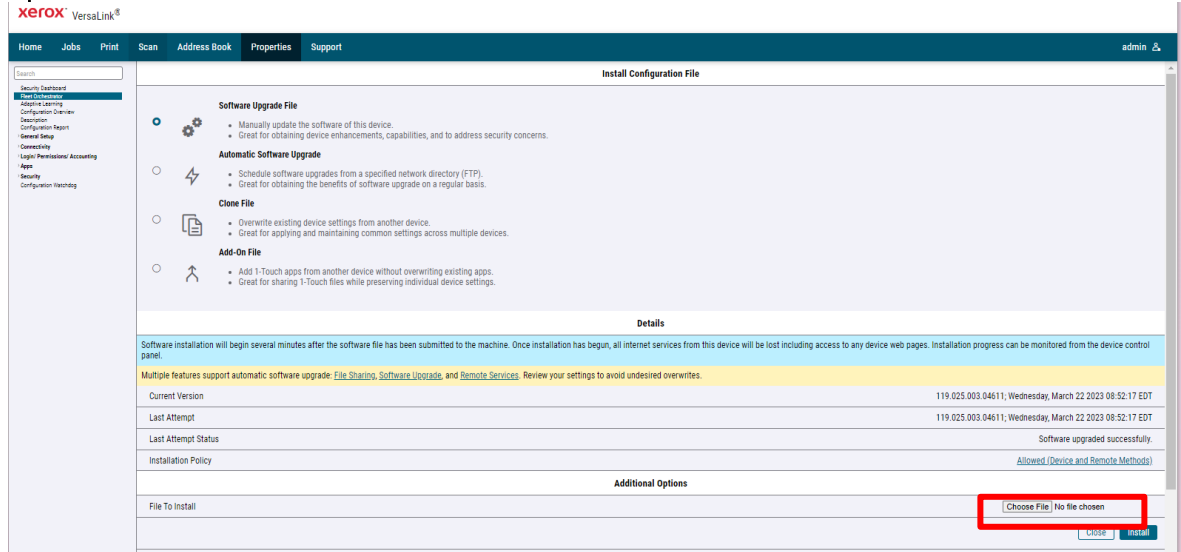 xerox™ VersaLink®
Home Jobs Print Scan Address Book Properties Support admin
Search
Security Dashboard
Fleet Orchestrator
Adaptive Learning
Configuration Overview
Description
Configuration Report
General Setup
Connectivity
Login/ Permissions/ Accounting
Apps
Security
Configuration Watchdog
Install Configuration File
Software Upgrade File
• Manually update the software of this device.
• Great for obtaining device enhancements, capabilities, and to address security concerns.
Automatic Software Upgrade
• Schedule software upgrades from a specified network directory (FTP).
• Great for obtaining the benefits of software upgrade on a regular basis.
Clone File
• Overwrite existing device settings from another device.
• Great for applying and maintaining common settings across multiple devices.
Add-On File
• Add 1-Touch apps from another device without overwriting existing apps.
• Great for sharing 1-Touch files while preserving individual device settings.
Details
Software installation will begin several minutes after the software file has been submitted to the machine. Once installation has begun, all internet services from this device will be lost including access to any device web pages. Installation progress can be monitored from the device control
panel.
Multiple features support automatic software upgrade: File Sharing, Software Upgrade, and Remote Services. Review your settings to avoid undesired overwrites.
Current Version 119.025.003.04611; Wednesday, March 22 2023 08:52:17 EDT
Last Attempt 119.025.003.04611; Wednesday, March 22 2023 08:52:17 EDT
Last Attempt Status Software upgraded successfully.
Installation Policy Allowed (Device and Remote Methods)
Additional Options
File To Install Choose File No file chosen
Close Install